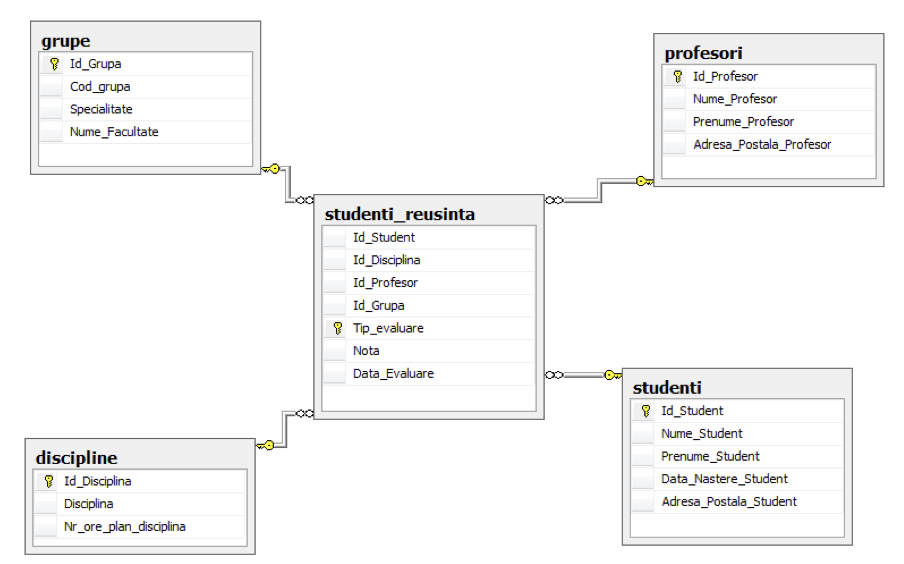 grupe
Id_Grupa
Cod_grupa
Specialitate
Nume_Facultate
profesori
Id_Profesor
Nume_Profesor
Prenume_Profesor
Adresa_Postala_Profesor
studenti_reusinta
Id_Student
Id_Disciplina
Id_Profesor
Id_Grupa
Tip_evaluare
Nota
Data_Evaluare
discipline
Id_Disciplina
Disciplina
Nr_ore_plan_disciplina
studenti
Id_Student
Nume_Student
Prenume_Student
Data_Nastere_Student
Adresa_Postala_Student